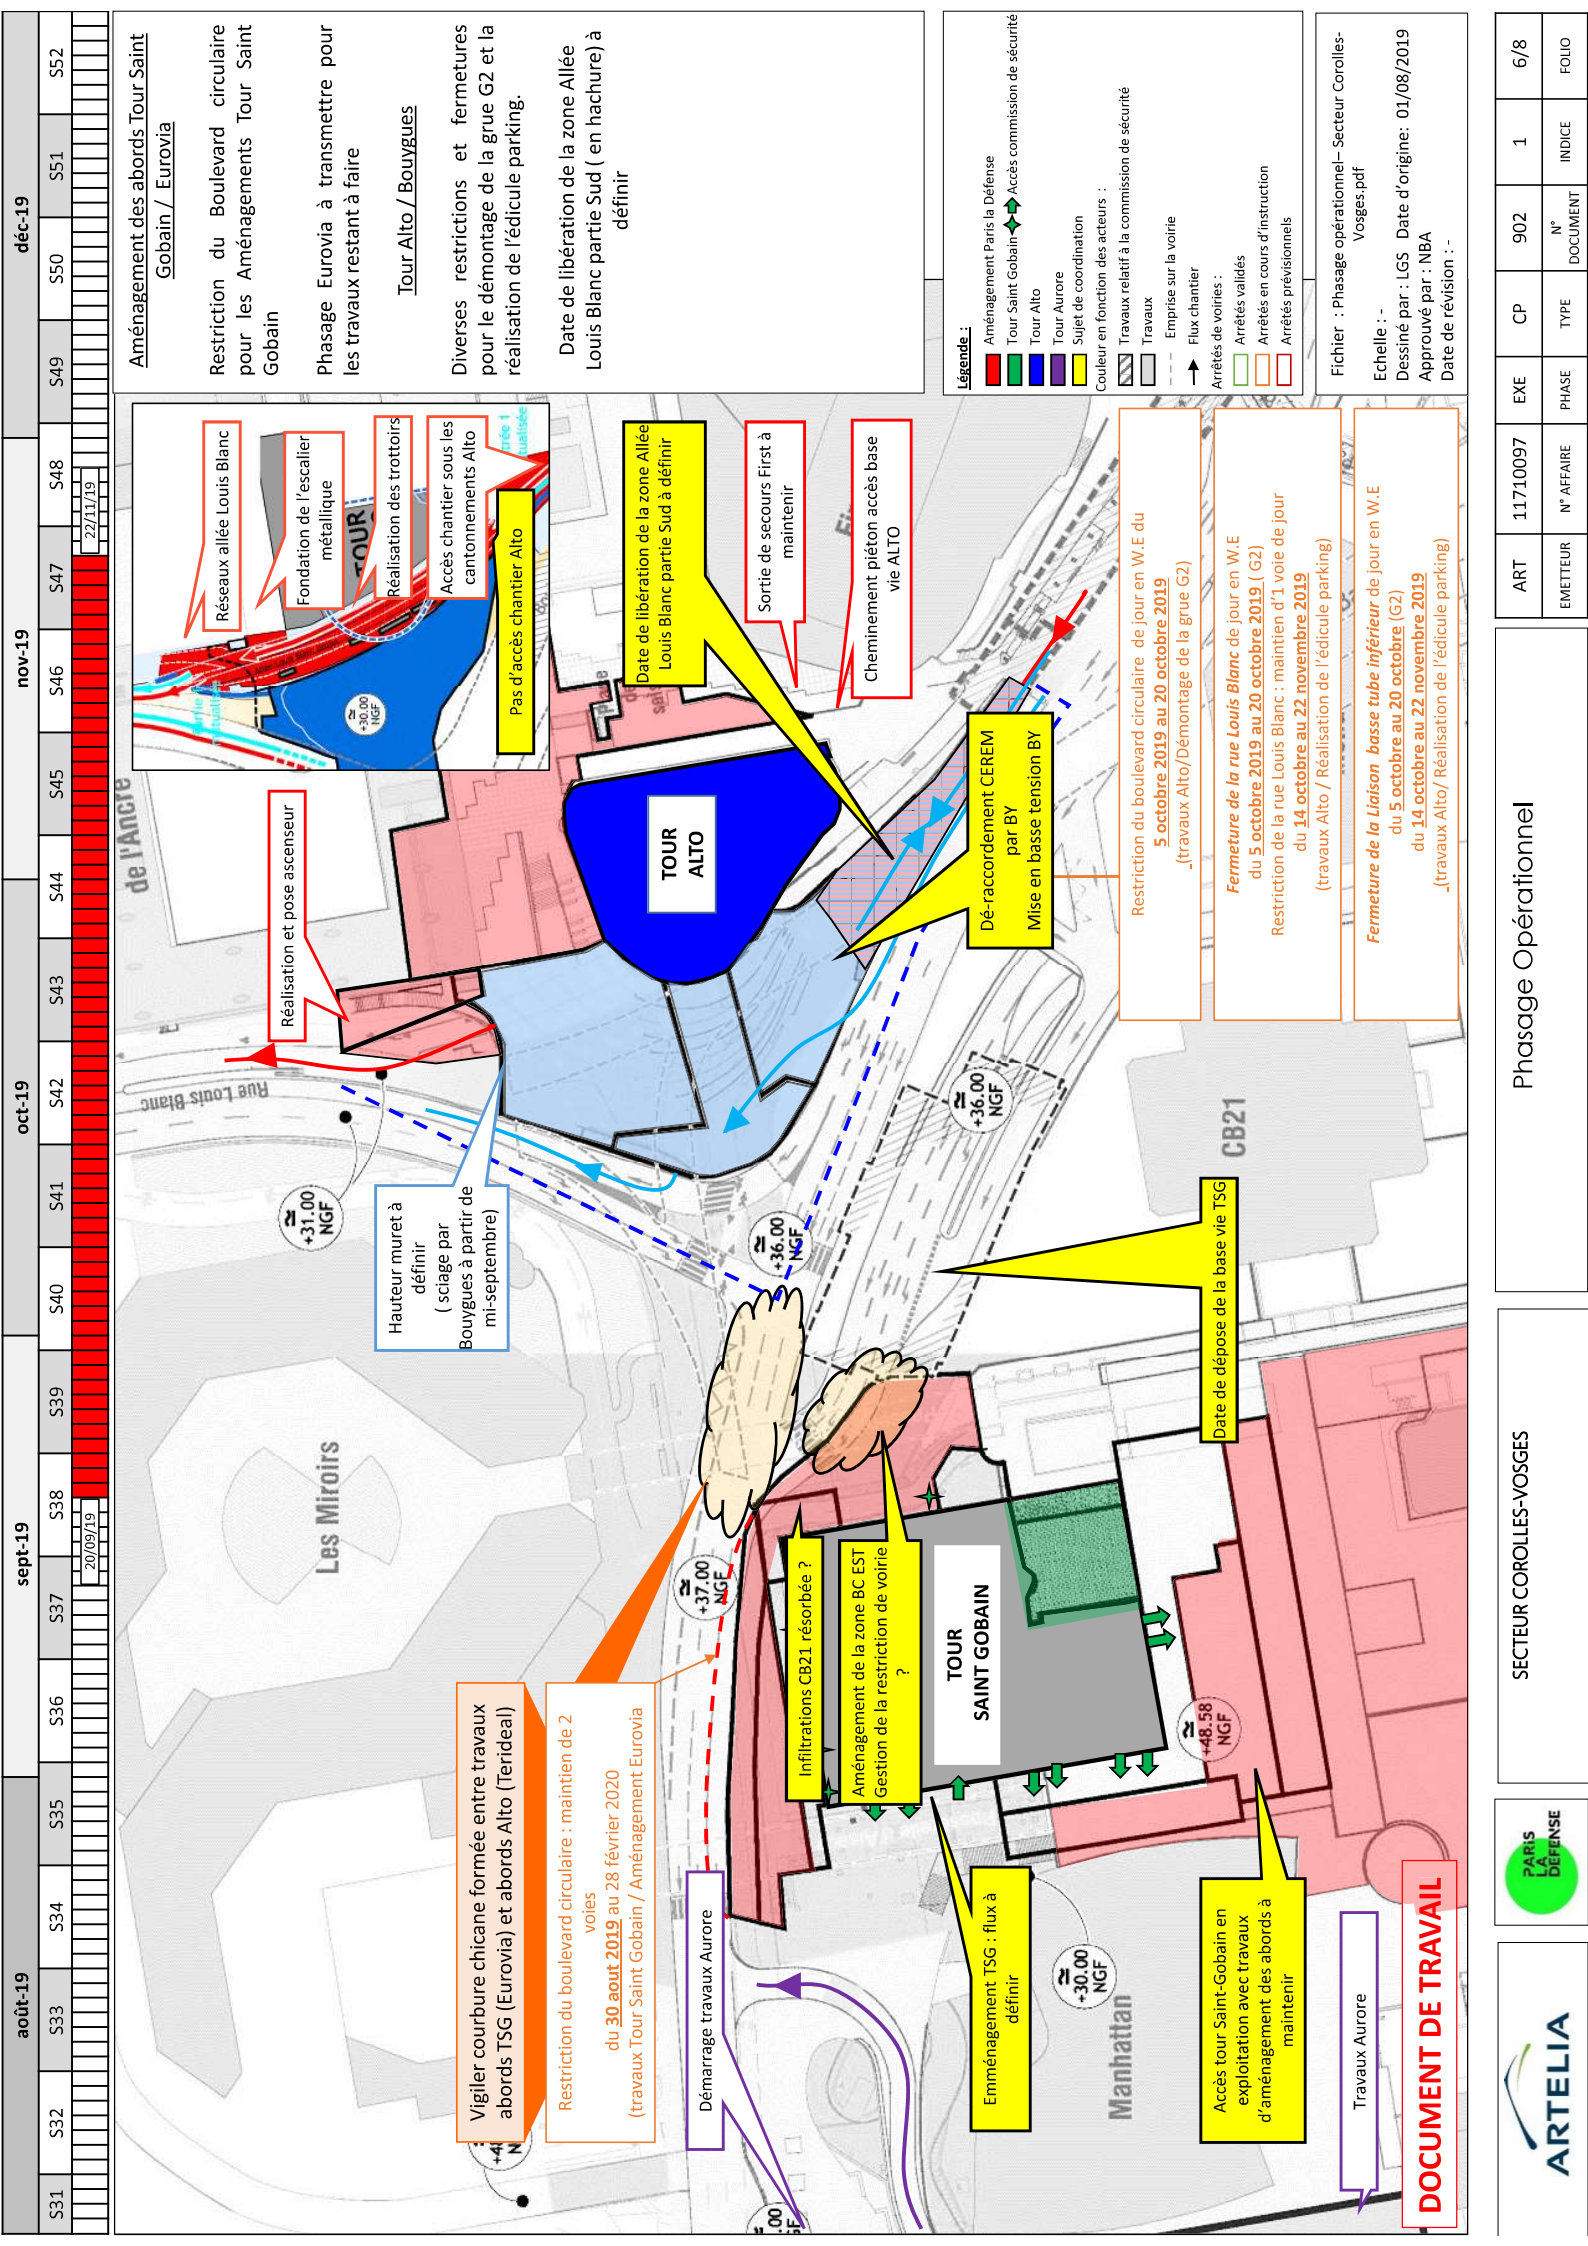 août-19
sept-19
oct-19
nov-19
déc-19
S31
S32
S33
S34
S35
S36
S37
S38
S39
S40
S41
S42
S43
S44
S45
S46
S47
S48
S49
S50
S51
S52
20/09/19
22/11/19
Aménagement des abords Tour Saint
Gobain / Eurovia
Restriction du Boulevard circulaire
pour les Aménagements Tour Saint
Gobain
Phasage Eurovia à transmettre pour
les travaux restant à faire
Tour Alto / Bouygues
Diverses restrictions et fermetures
pour le démontage de la grue G2 et la
réalisation de l'édicule parking.
Date de libération de la zone Allée
Louis Blanc partie Sud ( en hachure) à
définir
Légende :
Aménagement Paris la Défense
Tour Saint Gobain
Accès commission de sécurité
Tour Alto
Tour Aurore
Sujet de coordination
Couleur en fonction des acteurs :
Travaux relatif à la commission de sécurité
Travaux
Emprise sur la voirie
Flux chantier
Arrêtés de voiries :
Arrêtés validés
Arrêtés en cours d'instruction
Arrêtés prévisionnels
Fichier : Phasage opérationnel– Secteur Corolles-
Vosges.pdf
Echelle : -
Dessiné par : LGS Date d'origine: 01/08/2019
Approuvé par : NBA
Date de révision : -
Réseaux allée Louis Blanc
Fondation de l'escalier
métallique
Réalisation des trottoirs
Accès chantier sous les
cantonnements Alto
Pas d'accès chantier Alto
TOUR
≅
+30.00
NGF
de l'Ancre
Réalisation et pose ascenseur
Rue Louis Blanc
≅
+31.00
NGF
Hauteur muret à
définir
( sciage par
Bouygues à partir de
mi-septembre)
TOUR
ALTO
Date de libération de la zone Allée
Louis Blanc partie Sud à définir
Sortie de secours First à
maintenir
Cheminement piéton accès base
vie ALTO
Dé-raccordement CEREM
par BY
Mise en basse tension BY
Restriction du boulevard circulaire de jour en W.E du
5 octobre 2019 au 20 octobre 2019
(travaux Alto/Démontage de la grue G2)
Fermeture de la rue Louis Blanc de jour en W.E
du 5 octobre 2019 au 20 octobre 2019 ( G2)
Restriction de la rue Louis Blanc : maintien d'1 voie de jour
du 14 octobre 2019 au 22 novembre 2019
(travaux Alto / Réalisation de l'édicule parking)
Fermeture de la Liaison basse tube inférieur de jour en W.E
du 5 octobre au 20 octobre (G2)
du 14 octobre au 22 novembre 2019
(travaux Alto/ Réalisation de l'édicule parking)
≅
+36.00
NGF
≅
+36.00
NGF
CB21
Les Miroirs
≅
+37.00
NGF
Date de dépose de la base vie TSG
Vigiler courbure chicane formée entre travaux
abords TSG (Eurovia) et abords Alto (Terideal)
Restriction du boulevard circulaire : maintien de 2
voies
du 30 aout 2019 au 28 février 2020
(travaux Tour Saint Gobain / Aménagement Eurovia
Infiltrations CB21 résorbée ?
Aménagement de la zone BC EST
Gestion de la restriction de voirie
?
TOUR
SAINT GOBAIN
≅
+48.58
NGF
Démarrage travaux Aurore
Emménagement TSG : flux à
définir
≅
+30.00
NGF
Manhattan
Accès tour Saint-Gobain en
exploitation avec travaux
d'aménagement des abords à
maintenir
Travaux Aurore
DOCUMENT DE TRAVAIL
ARTELIA
PARIS
LA
DEFENSE
SECTEUR COROLLES-VOSGES
Phasage Opérationnel
ART
11710097
EXE
CP
902
1
6/8
EMETTEUR
N° AFFAIRE
PHASE
TYPE
N°
DOCUMENT
INDICE
FOLIO